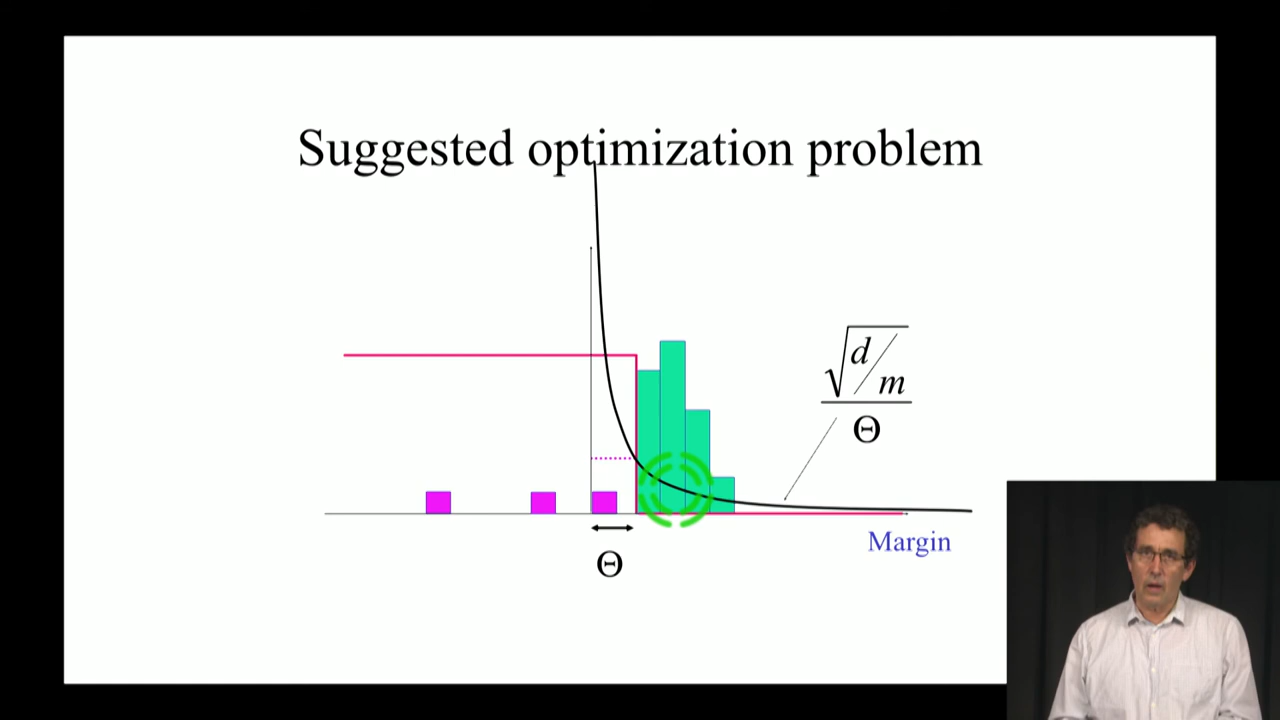 Suggested optimization problem
√d/m
Θ
Margin
Θ